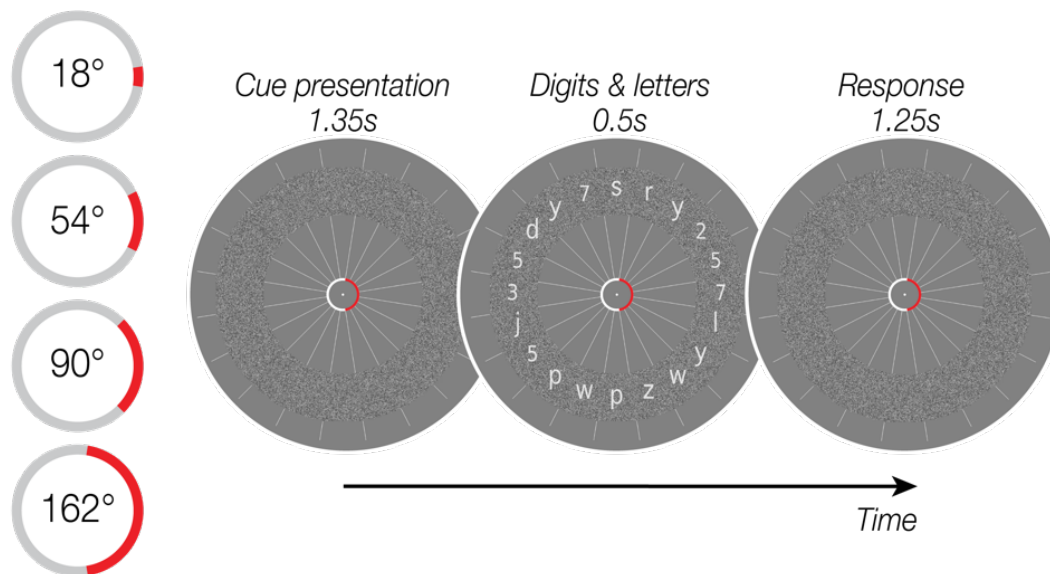 18°
54°
90°
162°
Cue presentation
1.35s
Digits & letters
0.5s
Response
1.25s
s
7 r
y y
d 2
5 5
3 7
j l
5 y
p w
w z
p
Time